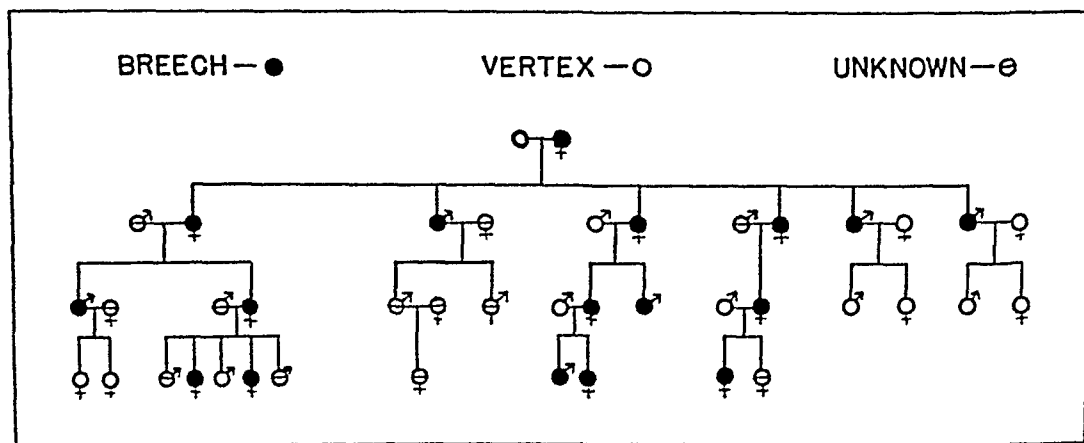 BREECH — ● VERTEX — ○ UNKNOWN — ⊖